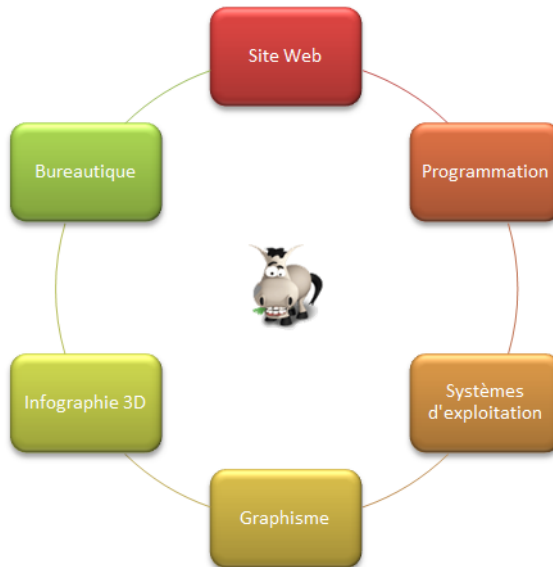 Site Web
Programmation
Systèmes
d'exploitation
Graphisme
Infographie 3D
Bureautique